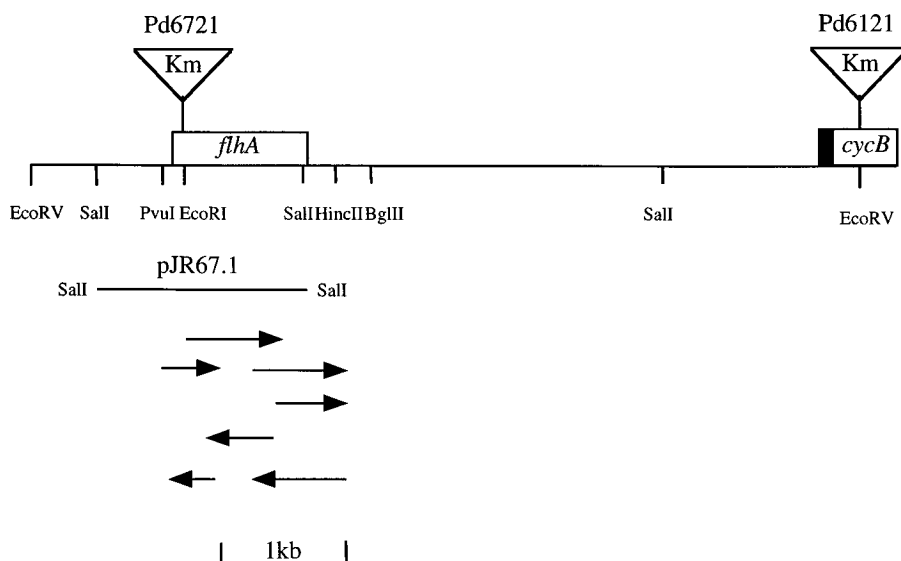 Pd6721
Pd6121
Km
Km
flhA
cycB
EcoRV
SalI
PvuI
EcoRI
SalI
HincII
BglII
SalI
EcoRV
pJR67.1
SalI
SalI
1kb